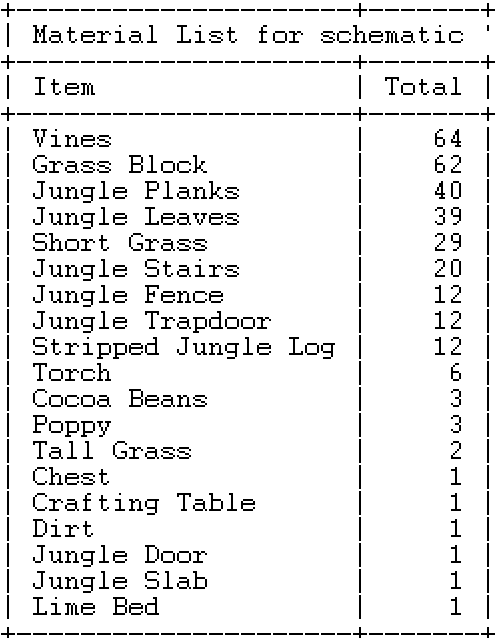 Material List for schematic '
Item Total
Vines 64
Grass Block 62
Jungle Planks 40
Jungle Leaves 39
Short Grass 29
Jungle Stairs 20
Jungle Fence 12
Jungle Trapdoor 12
Stripped Jungle Log 12
Torch 6
Cocoa Beans 3
Poppy 3
Tall Grass 2
Chest 1
Crafting Table 1
Dirt 1
Jungle Door 1
Jungle Slab 1
Lime Bed 1